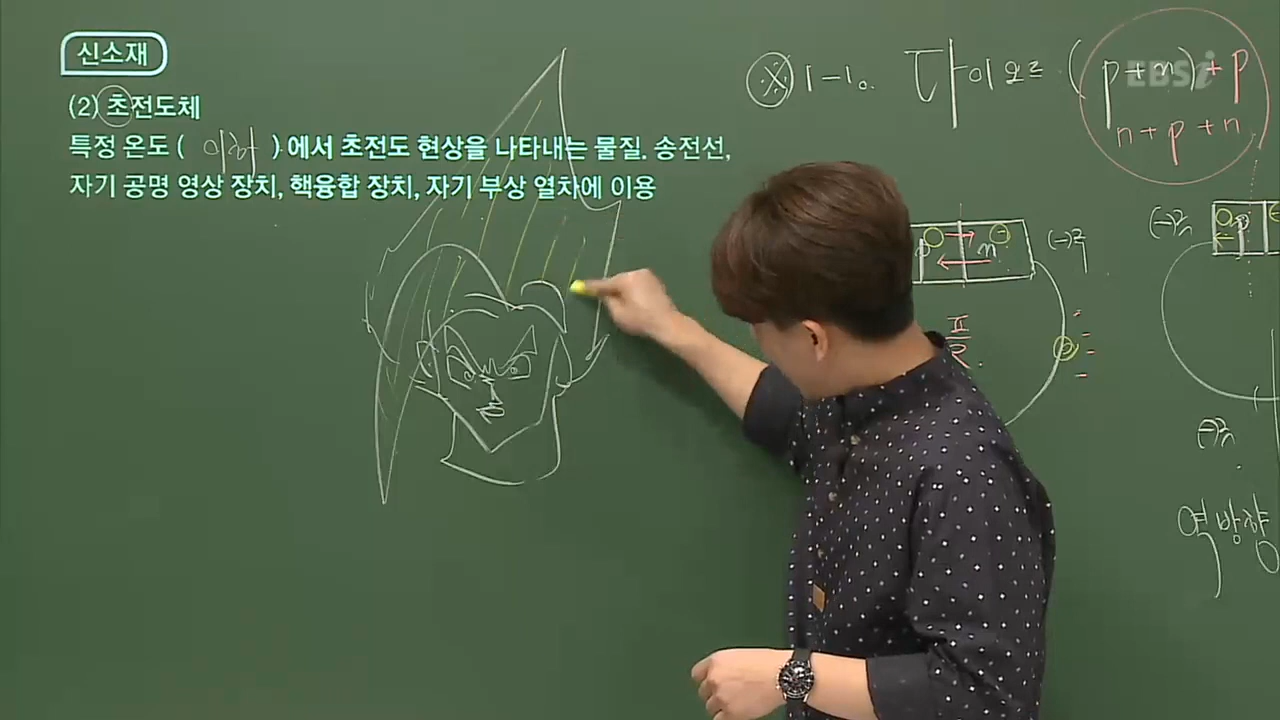 신소재
(2) 초전도체
특정 온도 ( 이하 ) 에서 초전도 현상을 나타내는 물질. 송전선,
자기 공명 영상 장치, 핵융합 장치, 자기 부상 열차에 이용
※ 1-10. 다이오드 (p+n) + p
EBSi
n+p+n
p n
p
역방향